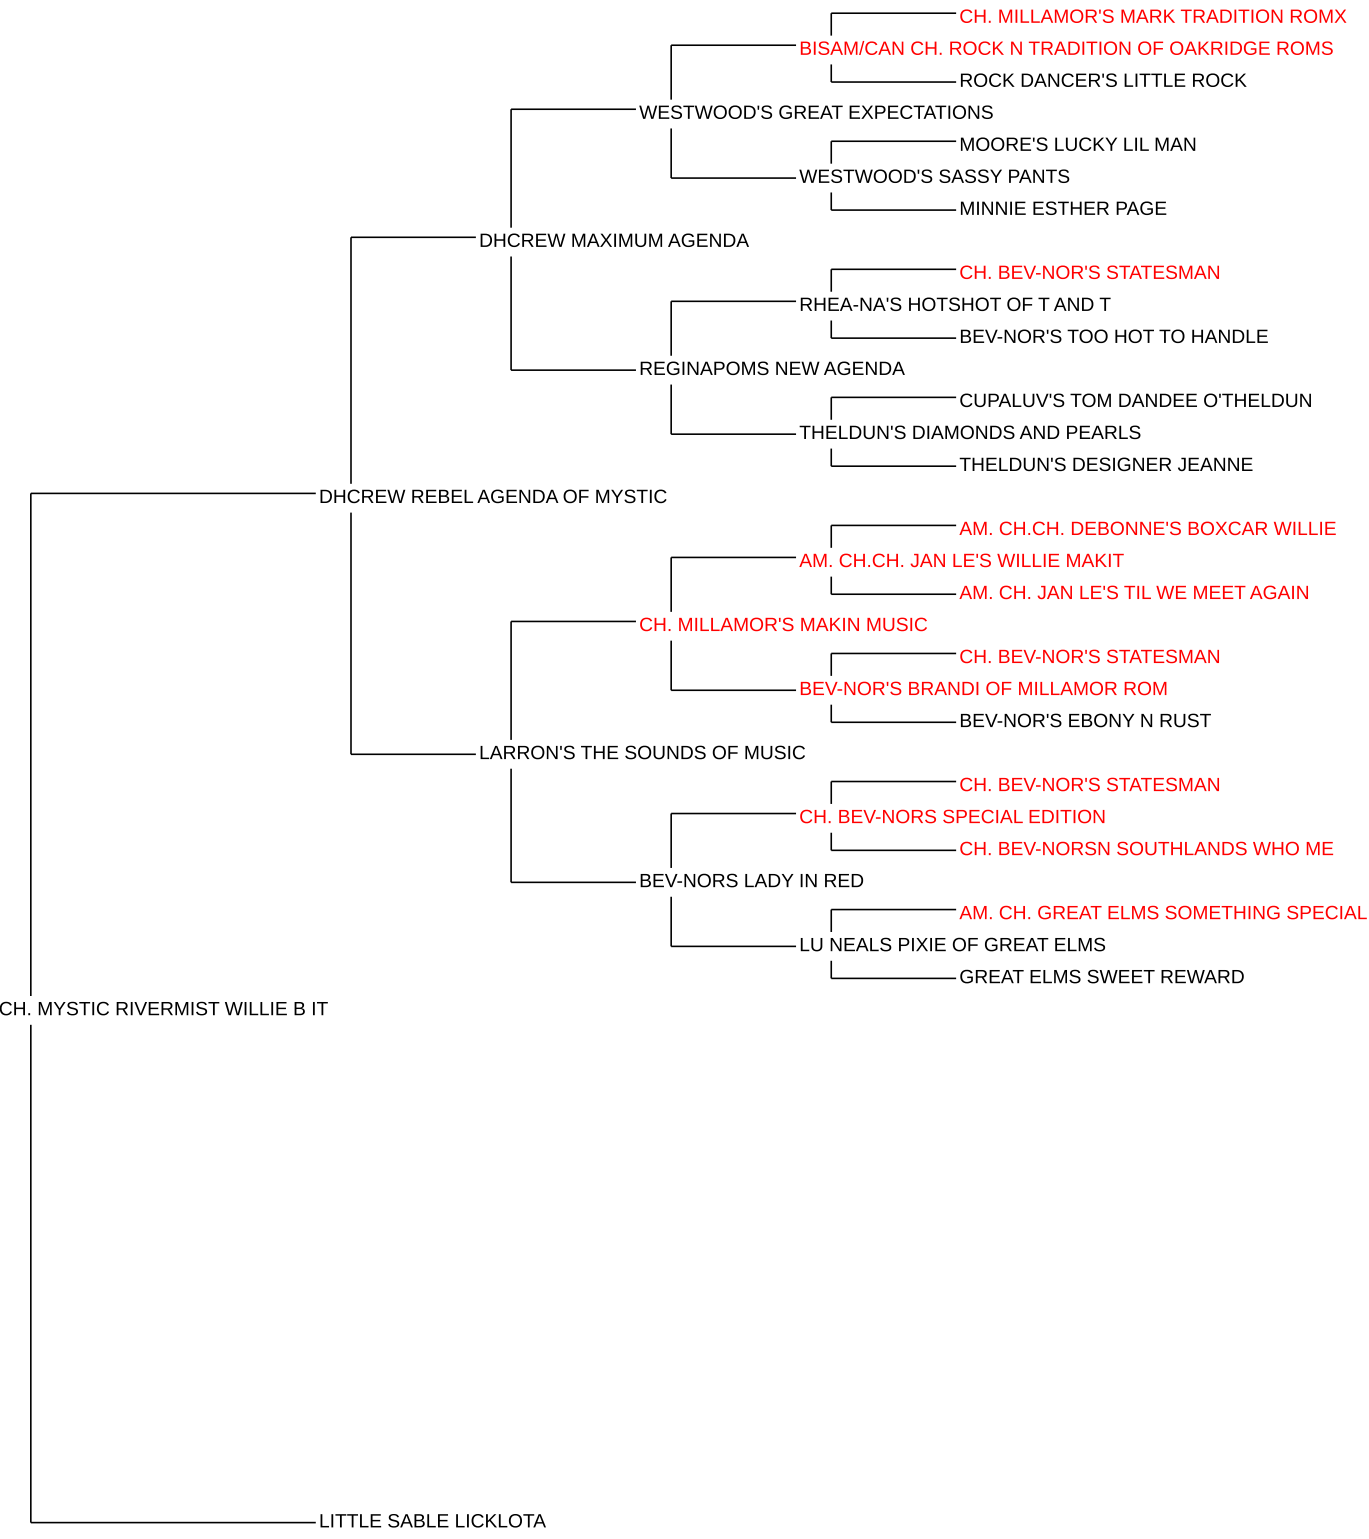 CH. MILLAMOR'S MARK TRADITION ROMX
BISAM/CAN CH. ROCK N TRADITION OF OAKRIDGE ROMS
ROCK DANCER'S LITTLE ROCK
WESTWOOD'S GREAT EXPECTATIONS
MOORE'S LUCKY LIL MAN
WESTWOOD'S SASSY PANTS
MINNIE ESTHER PAGE
DHCREW MAXIMUM AGENDA
CH. BEV-NOR'S STATESMAN
RHEA-NA'S HOTSHOT OF T AND T
BEV-NOR'S TOO HOT TO HANDLE
REGINAPOMS NEW AGENDA
CUPALUV'S TOM DANDEE O'THELDUN
THELDUN'S DIAMONDS AND PEARLS
THELDUN'S DESIGNER JEANNE
DHCREW REBEL AGENDA OF MYSTIC
AM. CH.CH. DEBONNE'S BOXCAR WILLIE
AM. CH.CH. JAN LE'S WILLIE MAKIT
AM. CH. JAN LE'S TIL WE MEET AGAIN
CH. MILLAMOR'S MAKIN MUSIC
CH. BEV-NOR'S STATESMAN
BEV-NOR'S BRANDI OF MILLAMOR ROM
BEV-NOR'S EBONY N RUST
LARRON'S THE SOUNDS OF MUSIC
CH. BEV-NOR'S STATESMAN
CH. BEV-NORS SPECIAL EDITION
CH. BEV-NORSN SOUTHLANDS WHO ME
BEV-NORS LADY IN RED
AM. CH. GREAT ELMS SOMETHING SPECIAL
LU NEALS PIXIE OF GREAT ELMS
GREAT ELMS SWEET REWARD
CH. MYSTIC RIVERMIST WILLIE B IT
LITTLE SABLE LICKLOTA